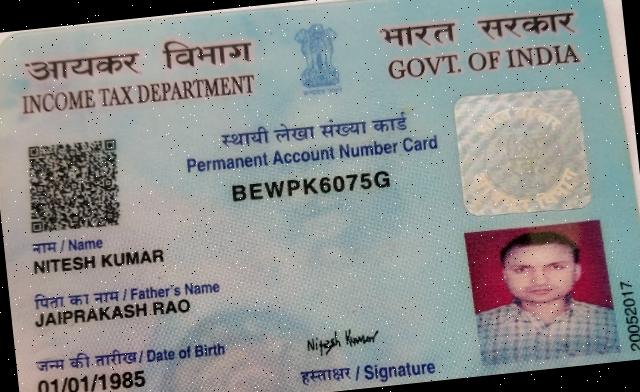 आयकर विभाग
INCOME TAX DEPARTMENT
भारत सरकार
GOVT. OF INDIA
स्थायी लेखा संख्या कार्ड
Permanent Account Number Card
BEWPK6075G
नाम / Name
NITESH KUMAR
पिता का नाम / Father's Name
JAIPRAKASH RAO
जन्म की तारीख / Date of Birth
01/01/1985
Nitesh Kumar
हस्ताक्षर / Signature
20052017